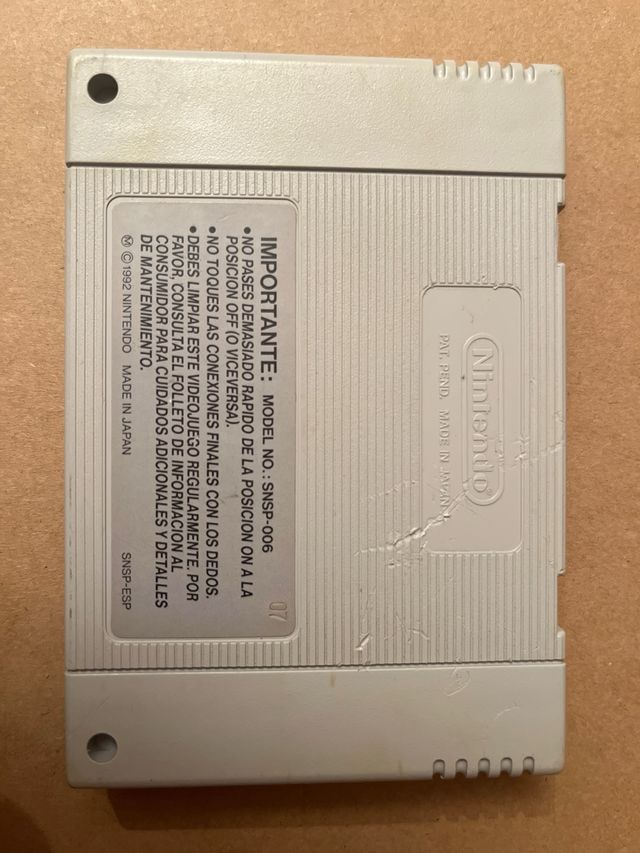 Nintendo
PAT. PEND. MADE IN JAPAN
IMPORTANTE: MODEL NO.: SNSP-006
• NO PASES DEMASIADO RAPIDO DE LA POSICION ON A LA
POSICION OFF (O VICEVERSA).
• NO TOQUES LAS CONEXIONES FINALES CON LOS DEDOS.
• DEBES LIMPIAR ESTE VIDEOJUEGO REGULARMENTE. POR
FAVOR, CONSULTA EL FOLLETO DE INFORMACION AL
CONSUMIDOR PARA CUIDADOS ADICIONALES Y DETALLES
DE MANTENIMIENTO.
Ⓜ © 1992 NINTENDO MADE IN JAPAN SNSP-ESP
07